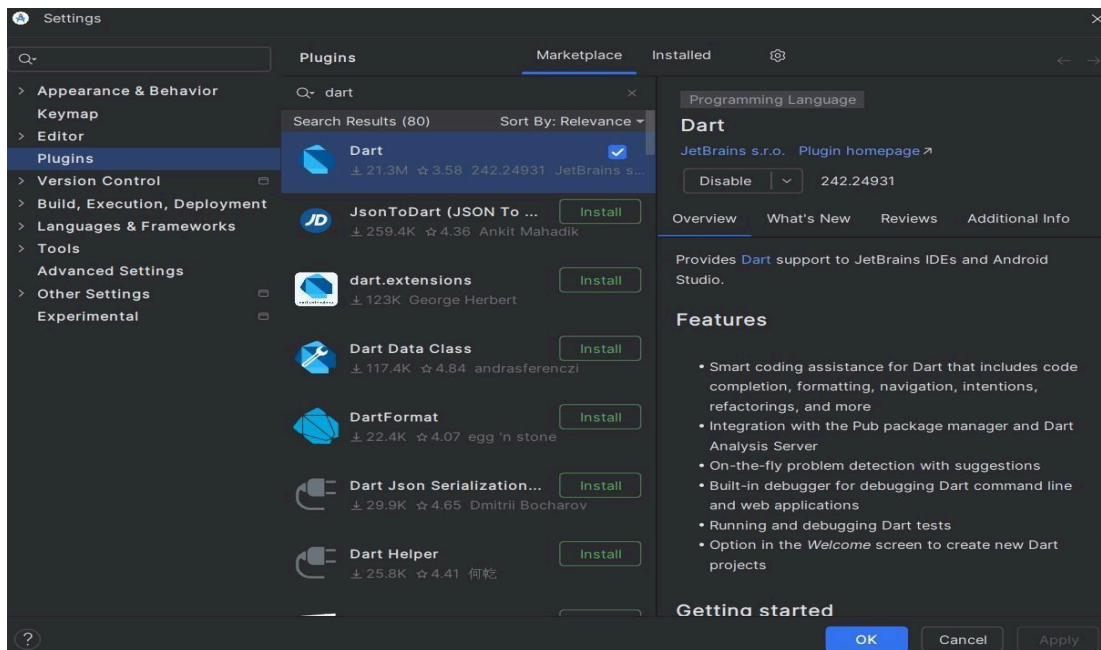 Settings
Appearance & Behavior
Keymap
Editor
Plugins
Version Control
Build, Execution, Deployment
Languages & Frameworks
Tools
Advanced Settings
Other Settings
Experimental
Plugins
Marketplace
Installed
dart
Search Results (80) Sort By: Relevance
Dart
21.3M 3.58 242.24931 JetBrains s...
JsonToDart (JSON To ... Install
259.4K 4.36 Ankit Mahadik
dart.extensions Install
123K George Herbert
Dart Data Class Install
117.4K 4.84 andrasferenczi
DartFormat Install
22.4K 4.07 egg 'n stone
Dart Json Serialization... Install
29.9K 4.65 Dmitrii Bocharov
Dart Helper Install
25.8K 4.41 何乾
Programming Language
Dart
JetBrains s.r.o. Plugin homepage
Disable 242.24931
Overview What's New Reviews Additional Info
Provides Dart support to JetBrains IDEs and Android
Studio.
Features
• Smart coding assistance for Dart that includes code
completion, formatting, navigation, intentions,
refactorings, and more
• Integration with the Pub package manager and Dart
Analysis Server
• On-the-fly problem detection with suggestions
• Built-in debugger for debugging Dart command line
and web applications
• Running and debugging Dart tests
• Option in the Welcome screen to create new Dart
projects
Getting started
? OK Cancel Apply